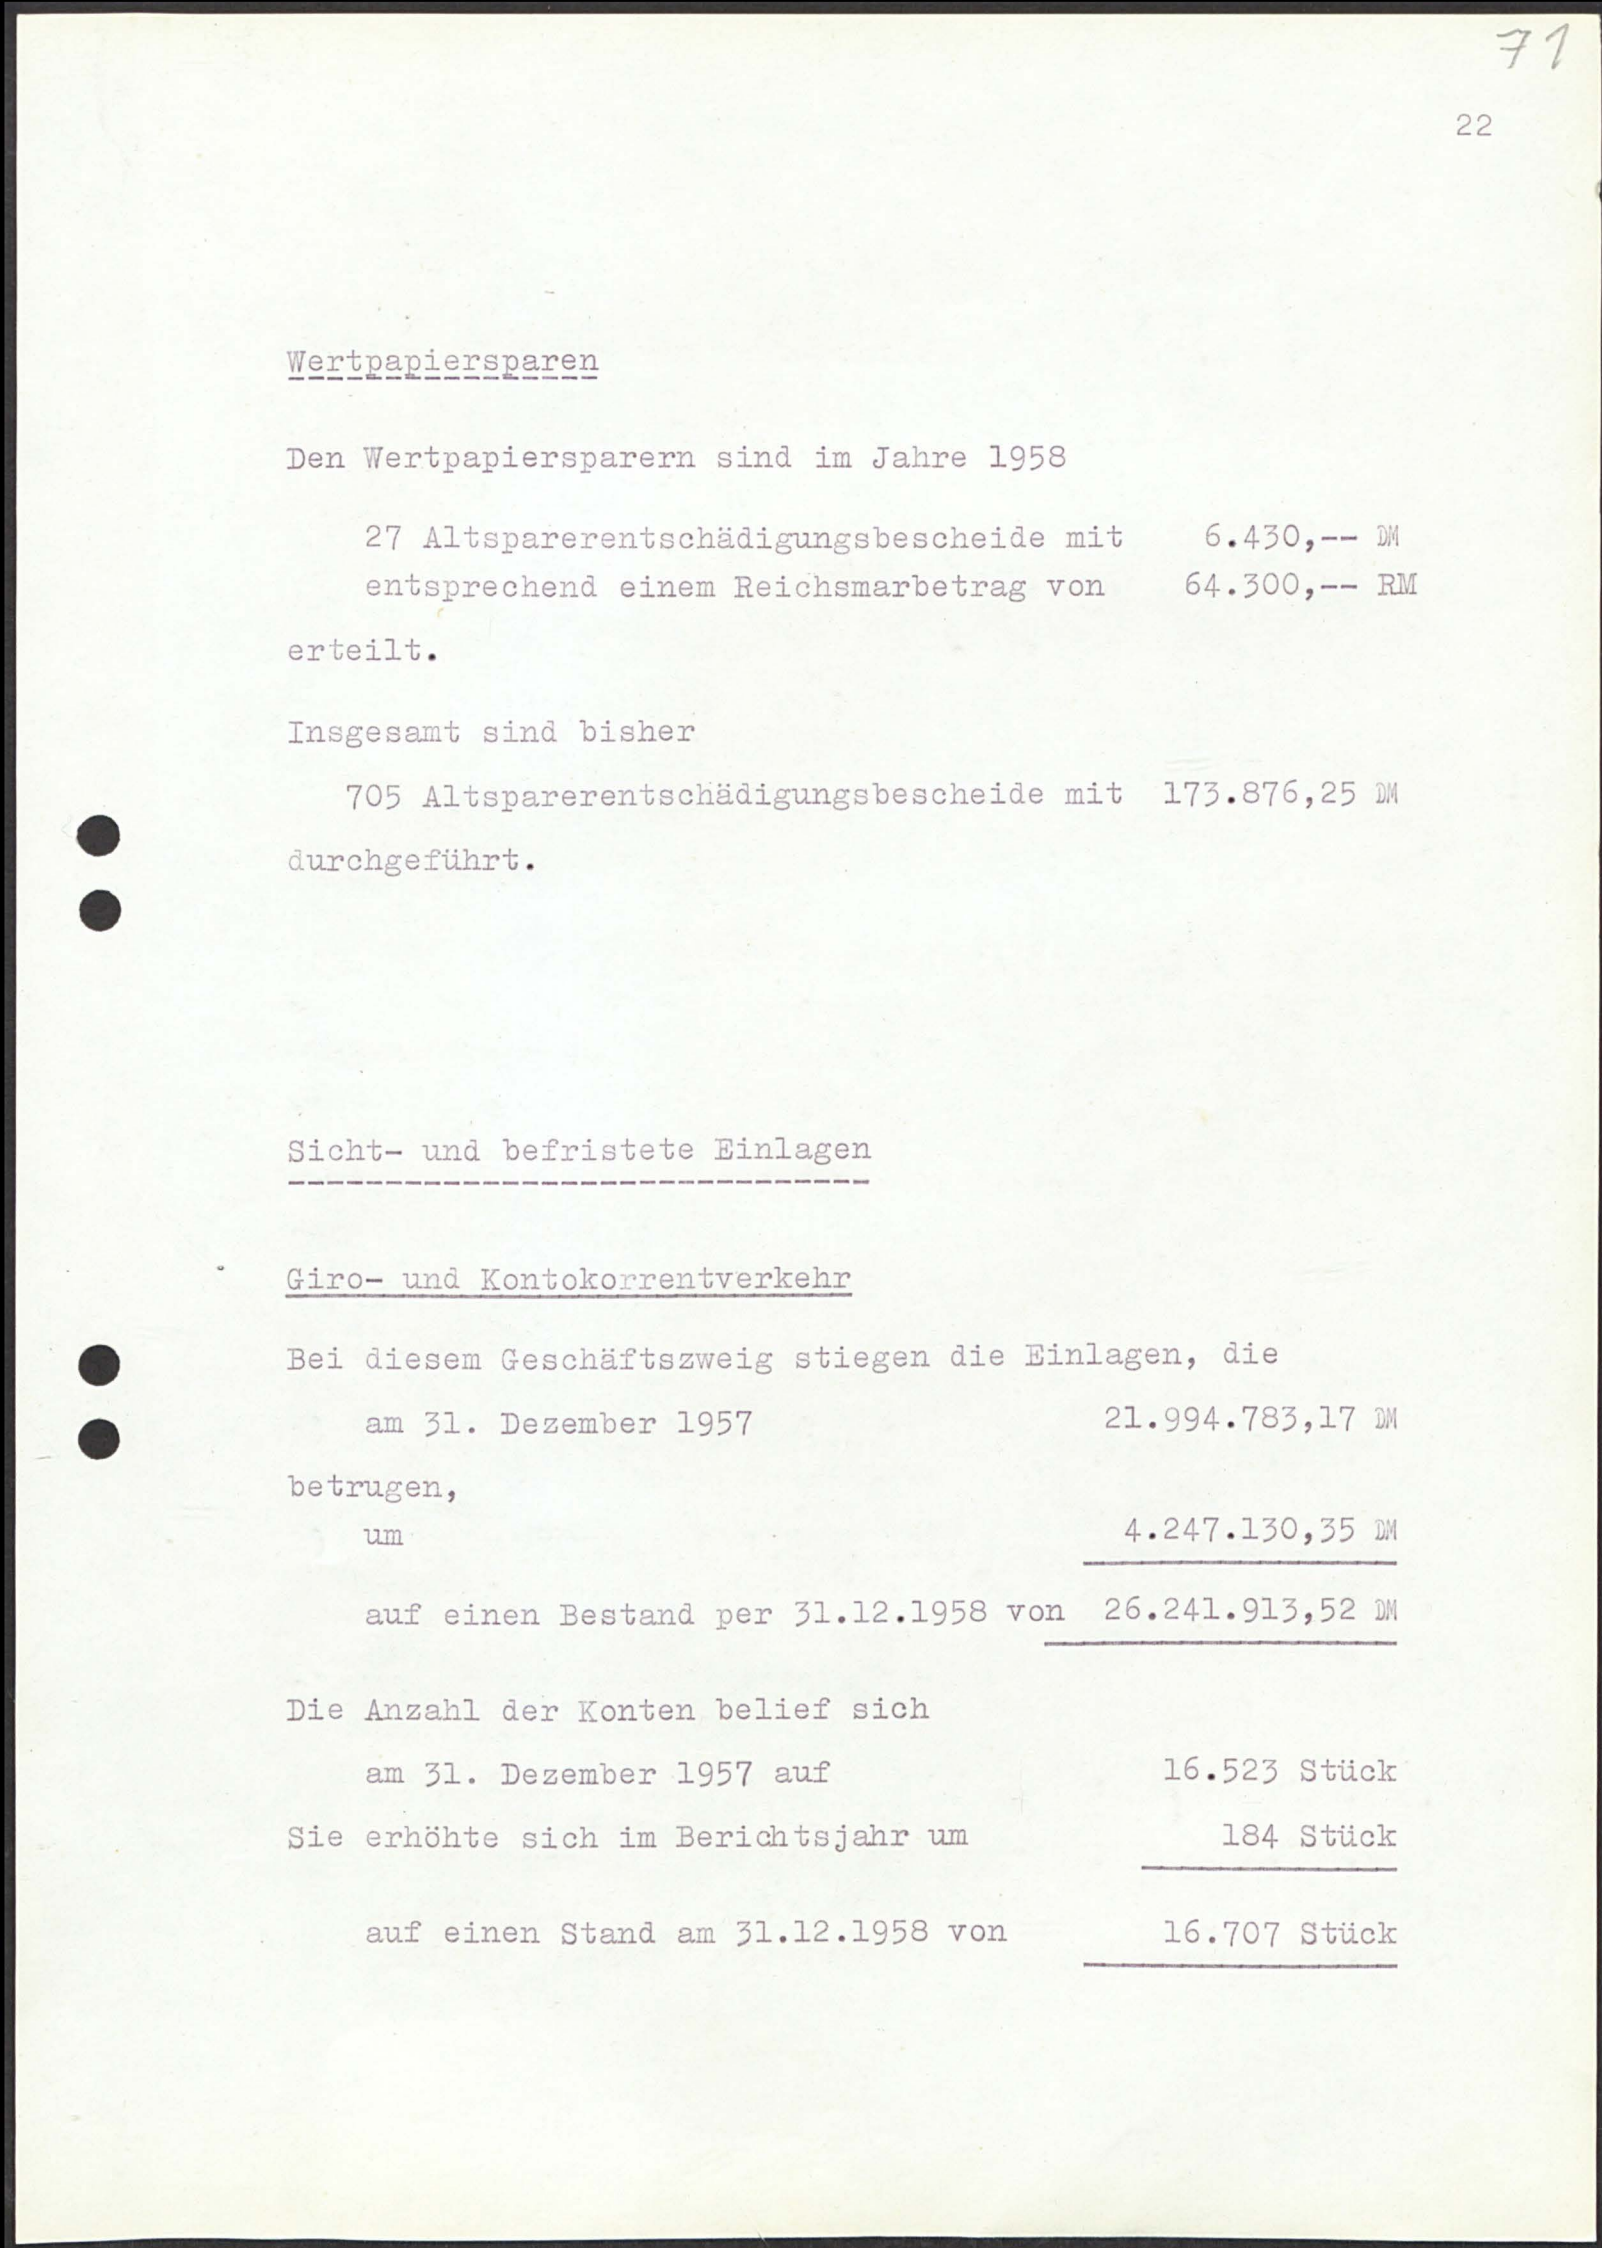 71
22
Wertpapiersparen
Den Wertpapiersparern sind im Jahre 1958
27 Altsparerentschädigungsbescheide mit 6.430,-- DM
entsprechend einem Reichsmarbetrag von 64.300,-- RM
erteilt.
Insgesamt sind bisher
705 Altsparerentschädigungsbescheide mit 173.876,25 DM
durchgeführt.
Sicht- und befristete Einlagen
Giro- und Kontokorrentverkehr
Bei diesem Geschäftszweig stiegen die Einlagen, die
am 31. Dezember 1957 21.994.783,17 DM
betrugen,
um 4.247.130,35 DM
auf einen Bestand per 31.12.1958 von 26.241.913,52 DM
Die Anzahl der Konten belief sich
am 31. Dezember 1957 auf 16.523 Stück
Sie erhöhte sich im Berichtsjahr um 184 Stück
auf einen Stand am 31.12.1958 von 16.707 Stück